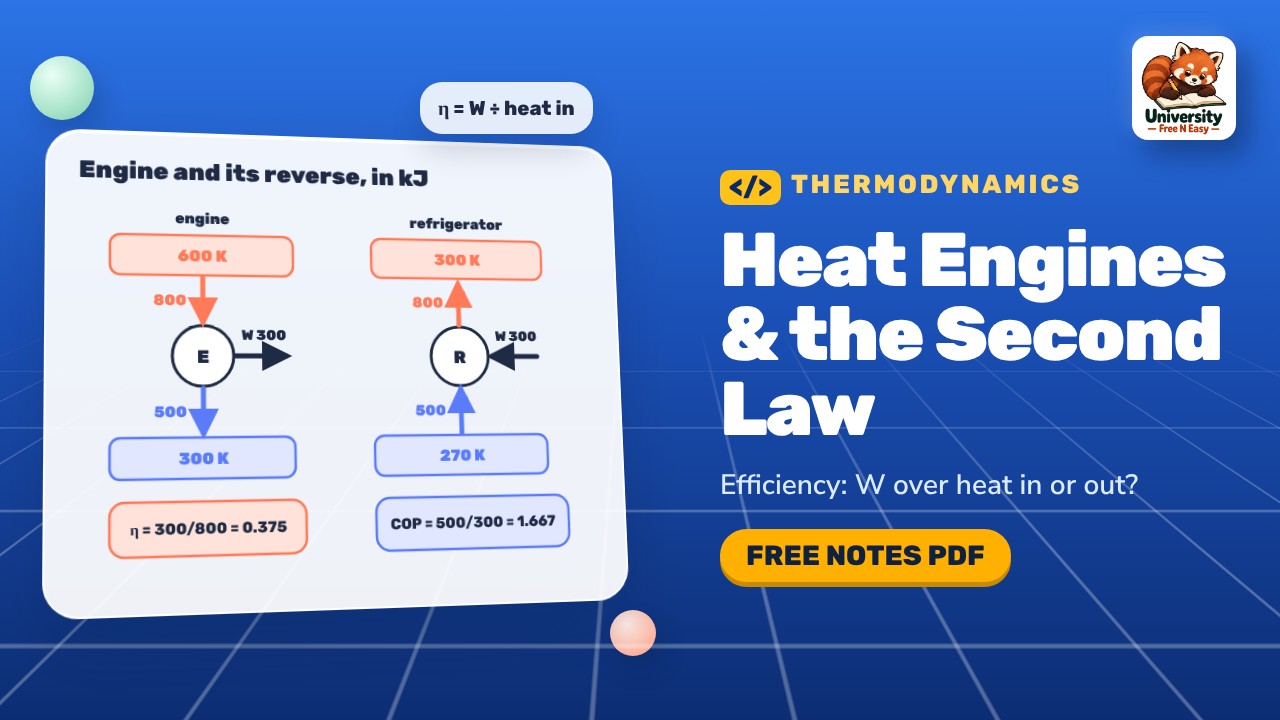 η = W ÷ heat in
Engine and its reverse, in kJ
engine
600 K
800
E
W 300
500
300 K
η = 300/800 = 0.375
refrigerator
300 K
800
R
W 300
500
270 K
COP = 500/300 = 1.667
University
Free N Easy
</> THERMODYNAMICS
Heat Engines
& the Second
Law
Efficiency: W over heat in or out?
FREE NOTES PDF